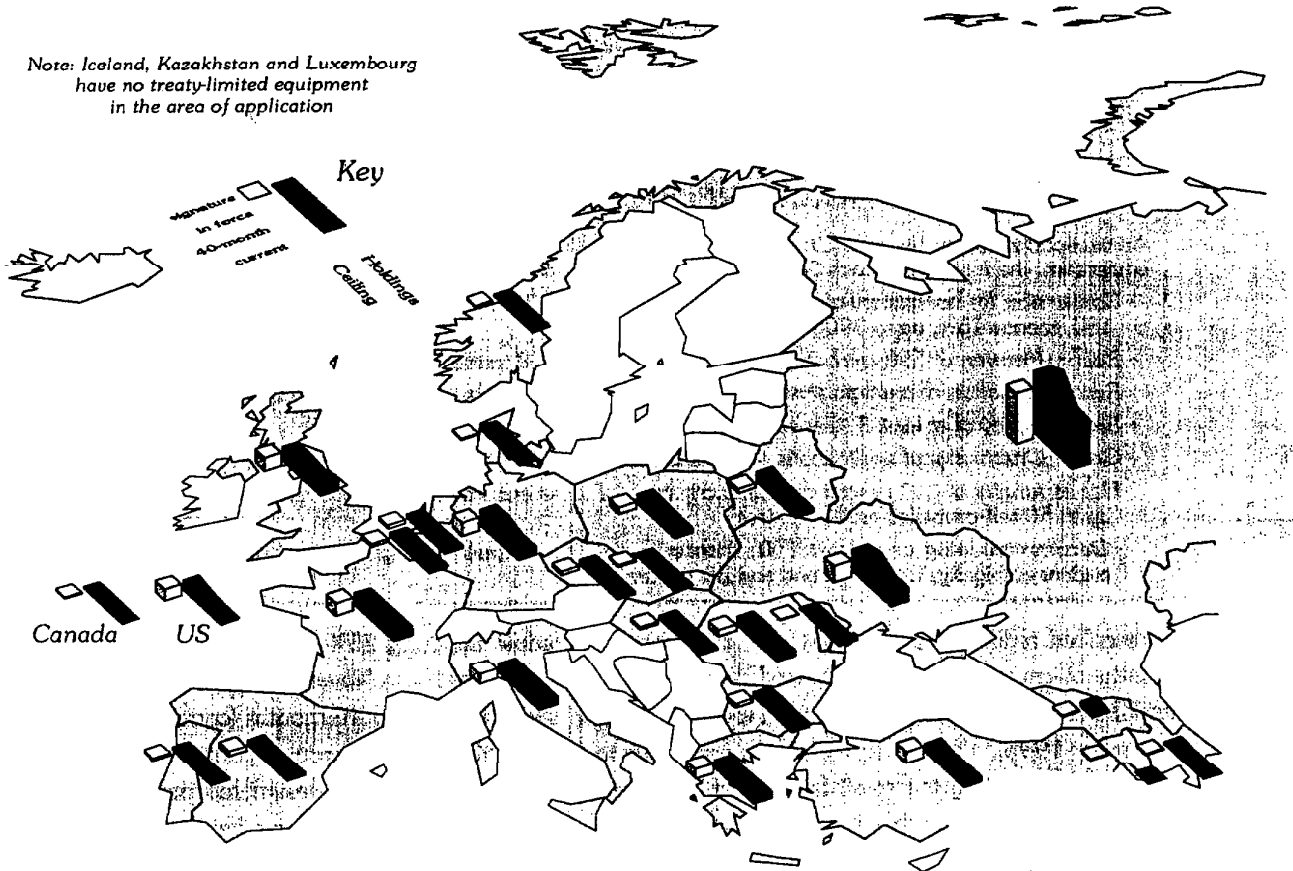 Note: Iceland, Kazakhstan and Luxembourg
have no treaty-limited equipment
in the area of application
Key
signature
in force
40-month
current
Holdings
Ceiling
Canada
US